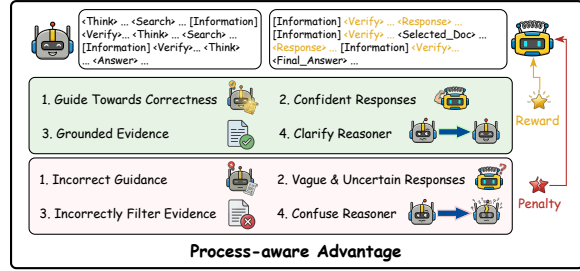 <Think> ... <Search> ... [Information]
<Verify>... <Think> ... <Search> ...
[Information] <Verify>... <Think>
... <Answer> ...
[Information] <Verify> ... <Response> ...
[Information] <Verify> ... <Selected_Doc> ...
<Response> ... [Information] <Verify>...
<Final_Answer> ...
1. Guide Towards Correctness
2. Confident Responses
3. Grounded Evidence
4. Clarify Reasoner
Reward
1. Incorrect Guidance
2. Vague & Uncertain Responses
3. Incorrectly Filter Evidence
4. Confuse Reasoner
Penalty
Process-aware Advantage